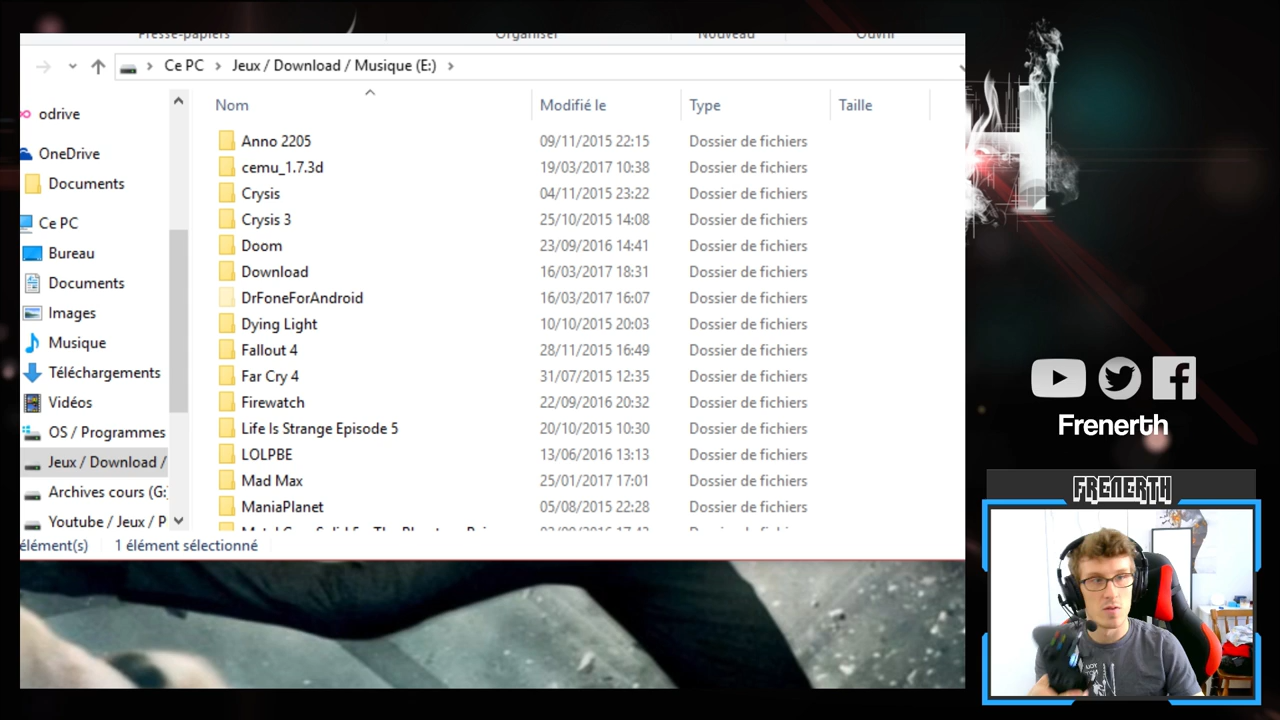 Presse-papiers Organiser Nouveau Ouvrir
Ce PC Jeux / Download / Musique (E:)
Nom Modifié le Type Taille
odrive
OneDrive
Documents
Ce PC
Bureau
Documents
Images
Musique
Téléchargements
Vidéos
OS / Programmes
Jeux / Download /
Archives cours (G:
Youtube / Jeux / P
Anno 2205 09/11/2015 22:15 Dossier de fichiers
cemu_1.7.3d 19/03/2017 10:38 Dossier de fichiers
Crysis 04/11/2015 23:22 Dossier de fichiers
Crysis 3 25/10/2015 14:08 Dossier de fichiers
Doom 23/09/2016 14:41 Dossier de fichiers
Download 16/03/2017 18:31 Dossier de fichiers
DrFoneForAndroid 16/03/2017 16:07 Dossier de fichiers
Dying Light 10/10/2015 20:03 Dossier de fichiers
Fallout 4 28/11/2015 16:49 Dossier de fichiers
Far Cry 4 31/07/2015 12:35 Dossier de fichiers
Firewatch 22/09/2016 20:32 Dossier de fichiers
Life Is Strange Episode 5 20/10/2015 10:30 Dossier de fichiers
LOLPBE 13/06/2016 13:13 Dossier de fichiers
Mad Max 25/01/2017 17:01 Dossier de fichiers
ManiaPlanet 05/08/2015 22:28 Dossier de fichiers
élément(s) 1 élément sélectionné
Frenerth
FRENERTH